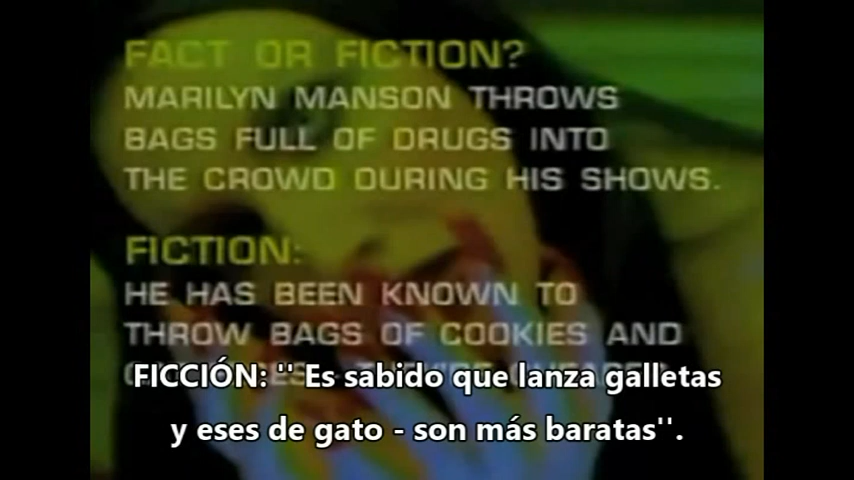 FACT OR FICTION?
MARILYN MANSON THROWS
BAGS FULL OF DRUGS INTO
THE CROWD DURING HIS SHOWS.
FICTION:
HE HAS BEEN KNOWN TO
THROW BAGS OF COOKIES AND
FICCIÓN: '' Es sabido que lanza galletas
y eses de gato - son más baratas''.